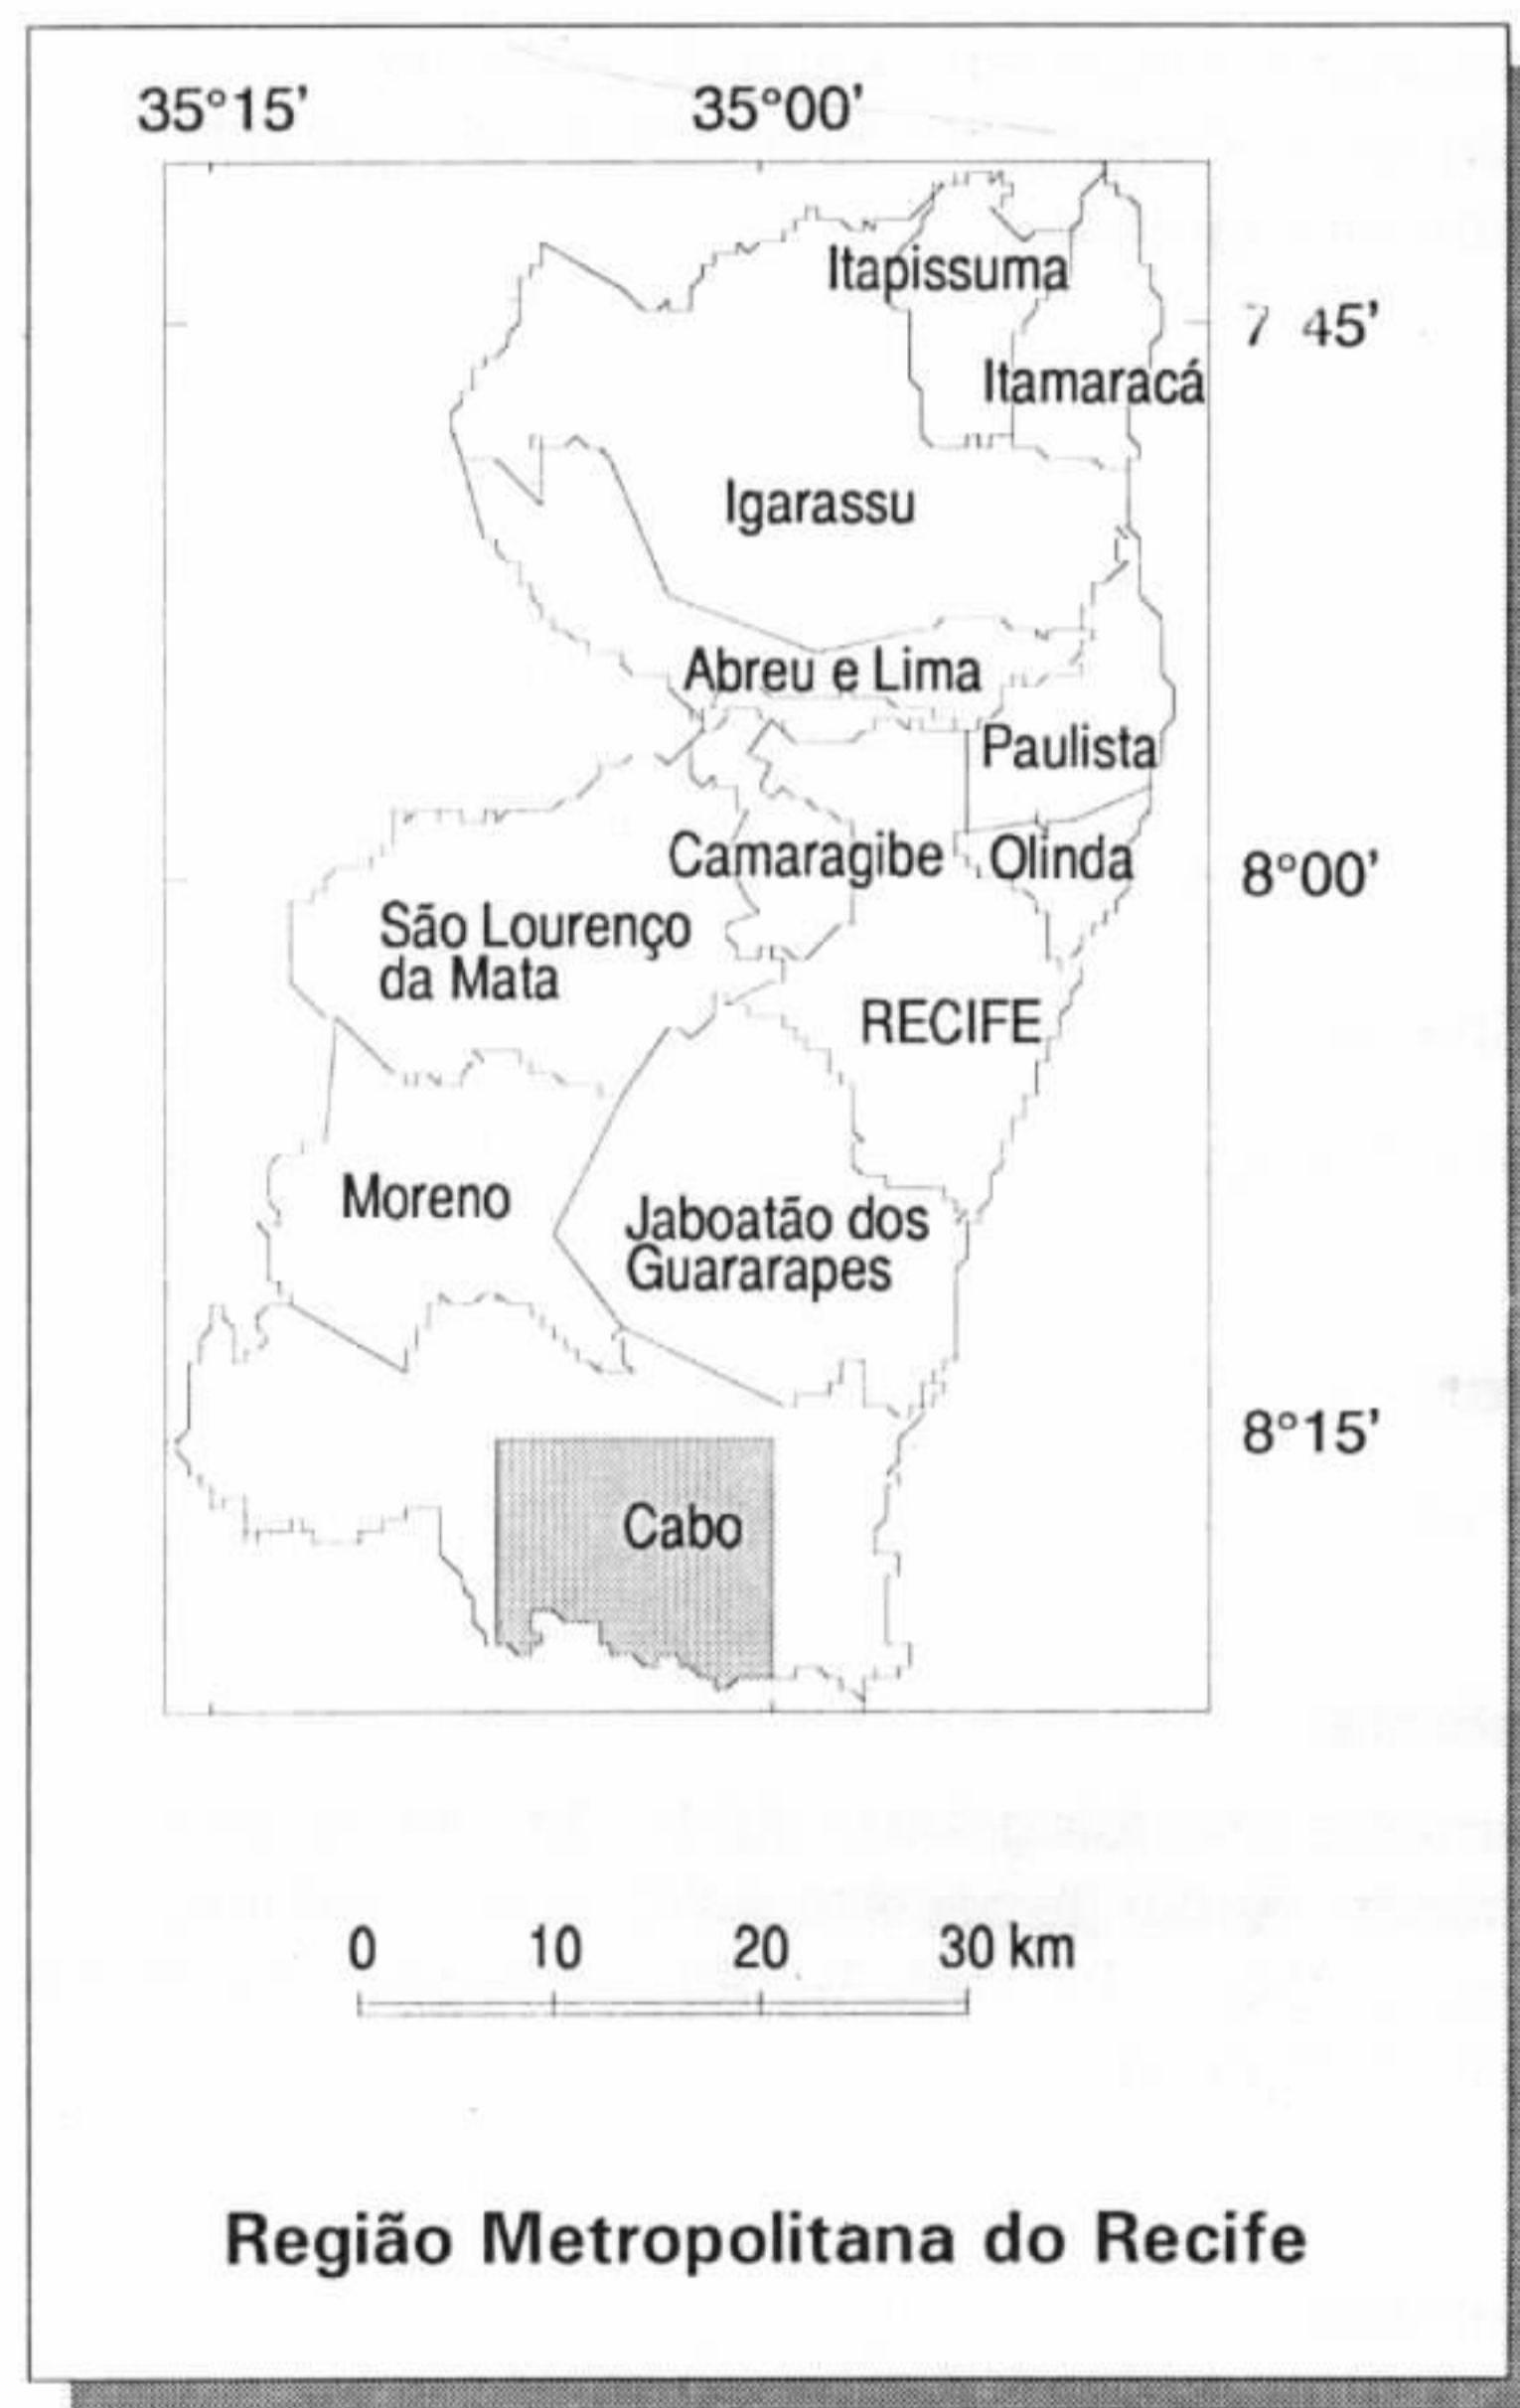 35°15' 35°00'
Itapissuma
7 45'
Itamaracá
Igarassu
Abreu e Lima
Paulista
Camaragibe
Olinda
8°00'
São Lourenço
da Mata
RECIFE
Moreno
Jaboatão dos
Guararapes
8°15'
Cabo
0 10 20 30 km
Região Metropolitana do Recife